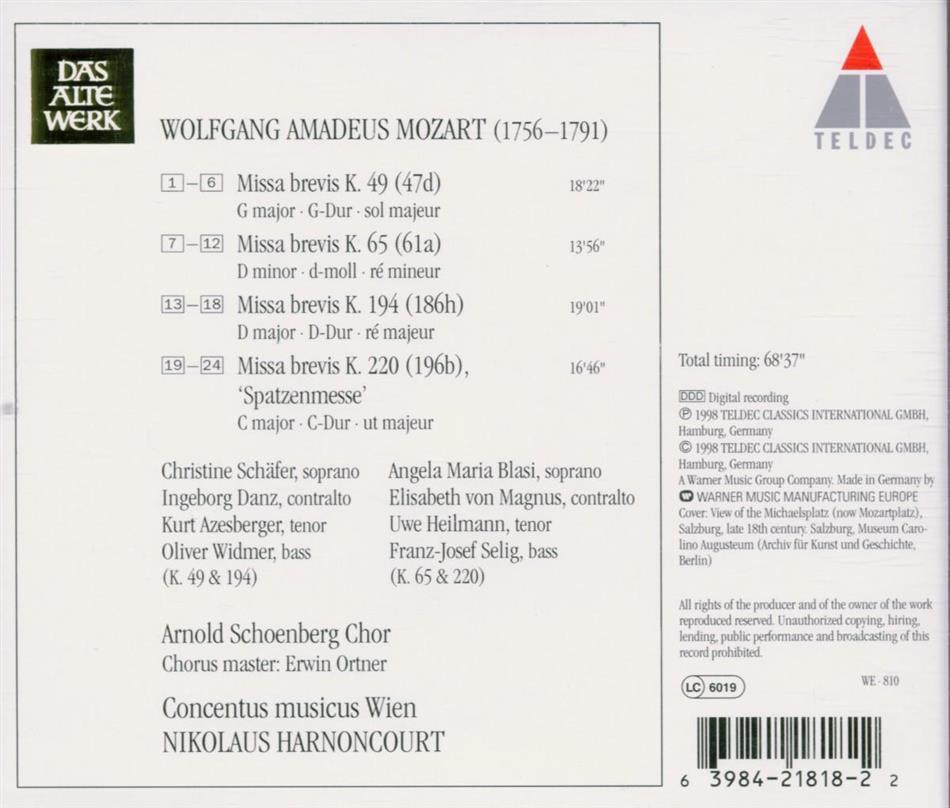 DAS
ALTE
WERK
WOLFGANG AMADEUS MOZART (1756–1791)
1–6 Missa brevis K. 49 (47d) 18'22"
G major · G-Dur · sol majeur
7–12 Missa brevis K. 65 (61a) 13'56"
D minor · d-moll · ré mineur
13–18 Missa brevis K. 194 (186h) 19'01"
D major · D-Dur · ré majeur
19–24 Missa brevis K. 220 (196b), 16'46"
‘Spatzenmesse’
C major · C-Dur · ut majeur
Christine Schäfer, soprano
Ingeborg Danz, contralto
Kurt Azesberger, tenor
Oliver Widmer, bass
(K. 49 & 194)
Angela Maria Blasi, soprano
Elisabeth von Magnus, contralto
Uwe Heilmann, tenor
Franz-Josef Selig, bass
(K. 65 & 220)
Arnold Schoenberg Chor
Chorus master: Erwin Ortner
Concentus musicus Wien
NIKOLAUS HARNONCOURT
TELDEC
Total timing: 68'37"
DDD Digital recording
℗ 1998 TELDEC CLASSICS INTERNATIONAL GMBH,
Hamburg, Germany
© 1998 TELDEC CLASSICS INTERNATIONAL GMBH,
Hamburg, Germany
A Warner Music Group Company. Made in Germany by
WARNER MUSIC MANUFACTURING EUROPE
Cover: View of the Michaelsplatz (now Mozartplatz),
Salzburg, late 18th century. Salzburg, Museum Caro-
lino Augusteum (Archiv für Kunst und Geschichte,
Berlin)
All rights of the producer and of the owner of the work
reproduced reserved. Unauthorized copying, hiring,
lending, public performance and broadcasting of this
record prohibited.
LC 6019
WE · 810
6 3984-21818-2 2